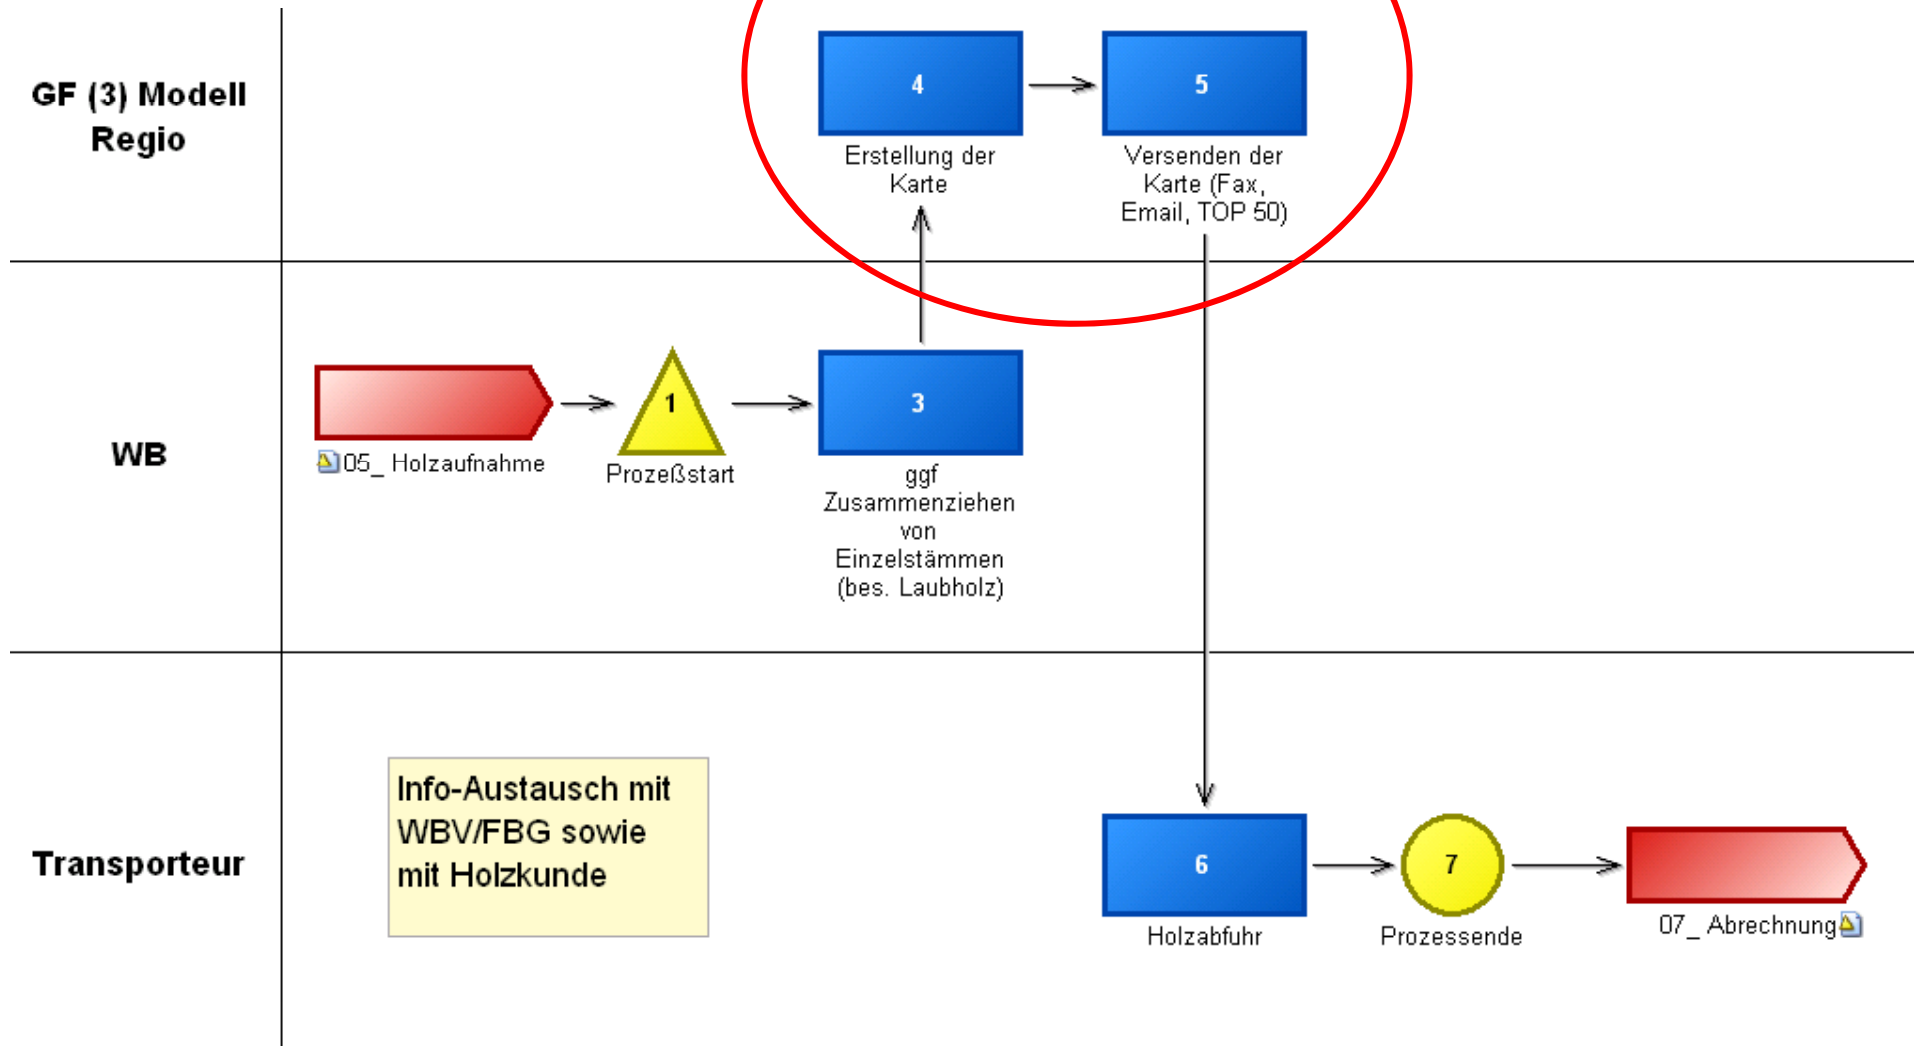 GF (3) Modell
Regio
4
5
Erstellung der
Karte
Versenden der
Karte (Fax,
Email, TOP 50)
WB
05_ Holzaufnahme
1
Prozeßstart
3
ggf
Zusammenziehen
von
Einzelstämmen
(bes. Laubholz)
Transporteur
Info-Austausch mit
WBV/FBG sowie
mit Holzkunde
6
Holzabfuhr
7
Prozessende
07_ Abrechnung